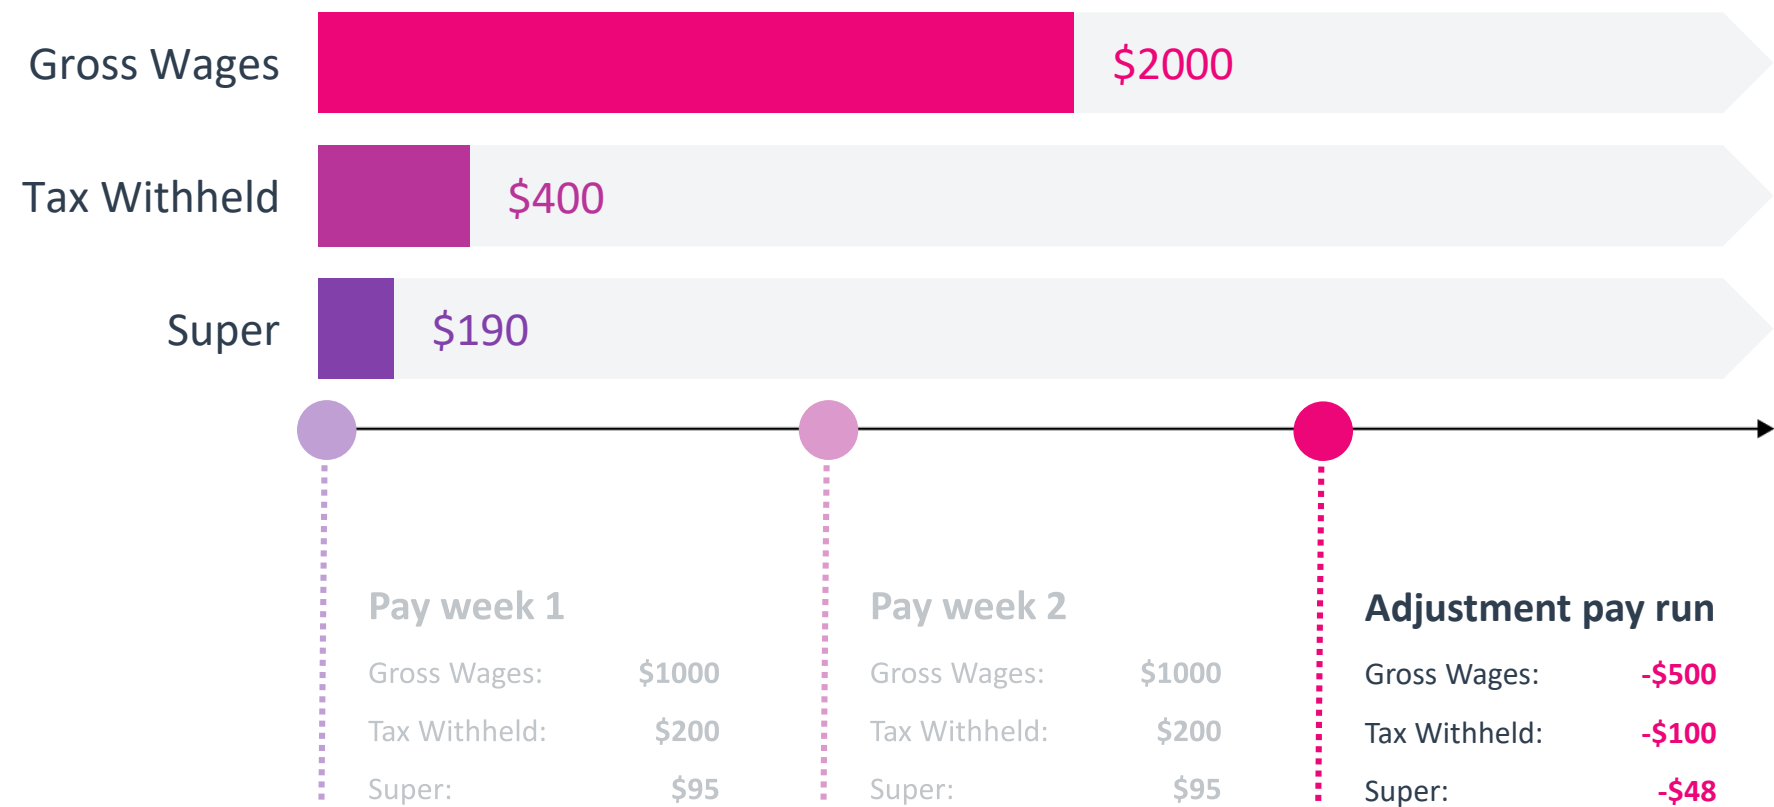 Gross Wages $2000
Tax Withheld $400
Super $190
Pay week 1
Gross Wages: $1000
Tax Withheld: $200
Super: $95
Pay week 2
Gross Wages: $1000
Tax Withheld: $200
Super: $95
Adjustment pay run
Gross Wages: -$500
Tax Withheld: -$100
Super: -$48